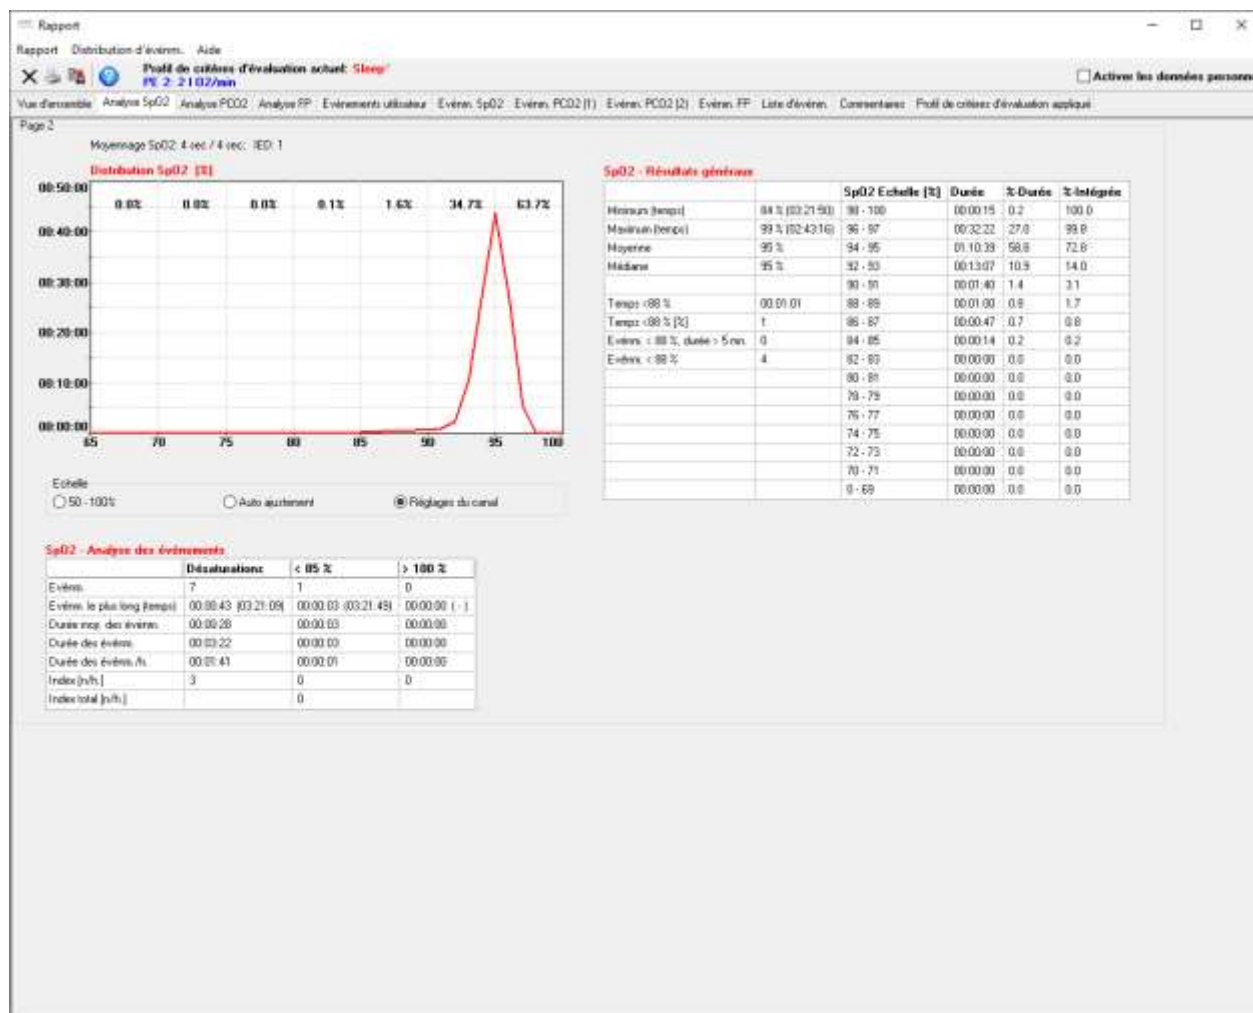 Rapport
Rapport Distribution d'événm. Aide
Profil de critères d'évaluation actuel: Sleep*
PE 2: 2 l O2/min
Activer les données personn
Vue d'ensemble Analyse SpO2 Analyse PCO2 Analyse FP Evénements utilisateur Evénm. SpO2 Evénm. PCO2 (1) Evénm. PCO2 (2) Evénm. FP Liste d'événm. Commentaires Profil de critères d'évaluation appliqué
Page 2
Moyennage SpO2: 4 sec / 4 sec; IED: 1
Distribution SpO2 [%]
0.0% 0.0% 0.0% 0.1% 1.6% 34.7% 63.7%
00:50:00
00:40:00
00:30:00
00:20:00
00:10:00
00:00:00
65 70 75 80 85 90 95 100
Echelle
50 - 100% Auto ajustement Réglages du canal
SpO2 - Résultats généraux
SpO2 Echelle [%] Durée %-Durée %-Intégrée
Minimum (temps) 84 % (03:21:50) 98 - 100 00:00:15 0.2 100.0
Maximum (temps) 99 % (02:43:16) 96 - 97 00:32:22 27.0 99.8
Moyenne 95 % 94 - 95 01:10:39 58.8 72.8
Médiane 95 % 92 - 93 00:13:07 10.9 14.0
90 - 91 00:01:40 1.4 3.1
Temps <88 % 00:01:01 88 - 89 00:01:00 0.8 1.7
Temps <88 % [%] 1 86 - 87 00:00:47 0.7 0.8
Evénm. < 88 %, durée > 5 mn. 0 84 - 85 00:00:14 0.2 0.2
Evénm. < 88 % 4 82 - 83 00:00:00 0.0 0.0
80 - 81 00:00:00 0.0 0.0
78 - 79 00:00:00 0.0 0.0
76 - 77 00:00:00 0.0 0.0
74 - 75 00:00:00 0.0 0.0
72 - 73 00:00:00 0.0 0.0
70 - 71 00:00:00 0.0 0.0
0 - 69 00:00:00 0.0 0.0
SpO2 - Analyse des événements
Désaturations < 85 % > 100 %
Evénm. 7 1 0
Evénm. le plus long (temps) 00:00:43 (03:21:09) 00:00:03 (03:21:49) 00:00:00 ( - )
Durée moy. des événm. 00:00:28 00:00:03 00:00:00
Durée des événm. 00:03:22 00:00:03 00:00:00
Durée des événm./h. 00:01:41 00:00:01 00:00:00
Index [n/h.] 3 0 0
Index total [n/h.] 0